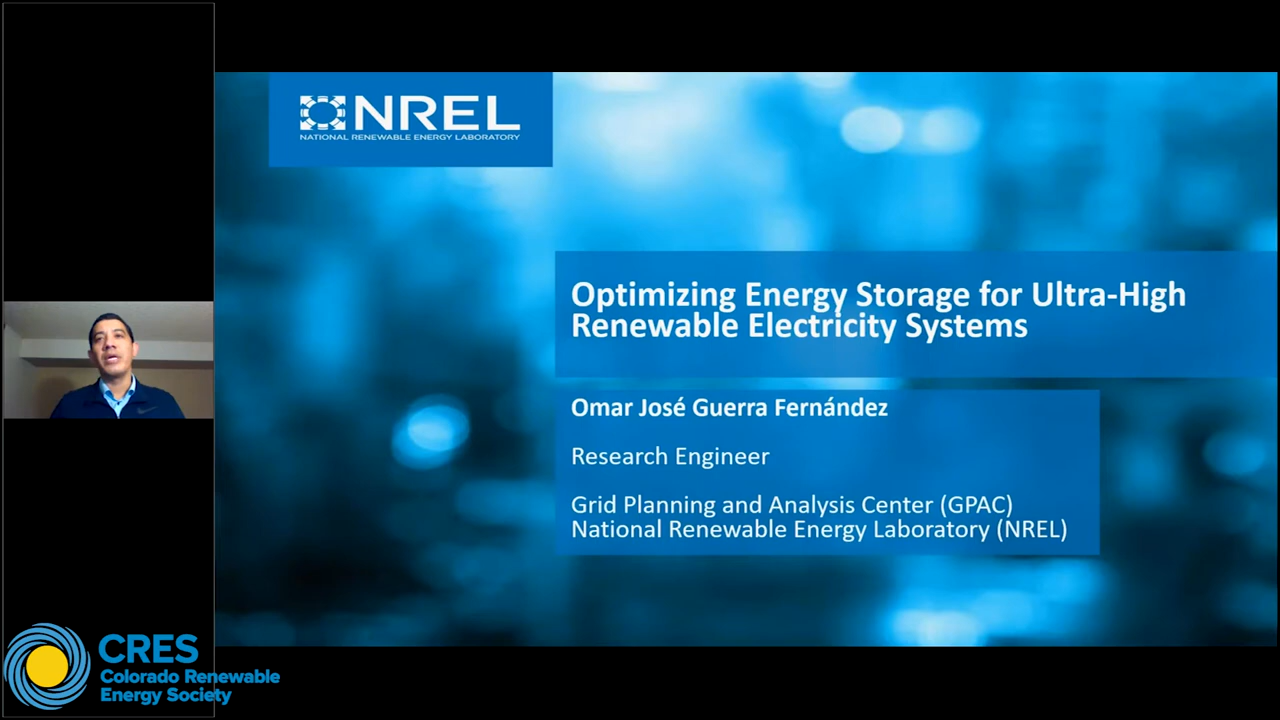 NREL
NATIONAL RENEWABLE ENERGY LABORATORY
Optimizing Energy Storage for Ultra-High
Renewable Electricity Systems
Omar José Guerra Fernández
Research Engineer
Grid Planning and Analysis Center (GPAC)
National Renewable Energy Laboratory (NREL)
CRES
Colorado Renewable
Energy Society